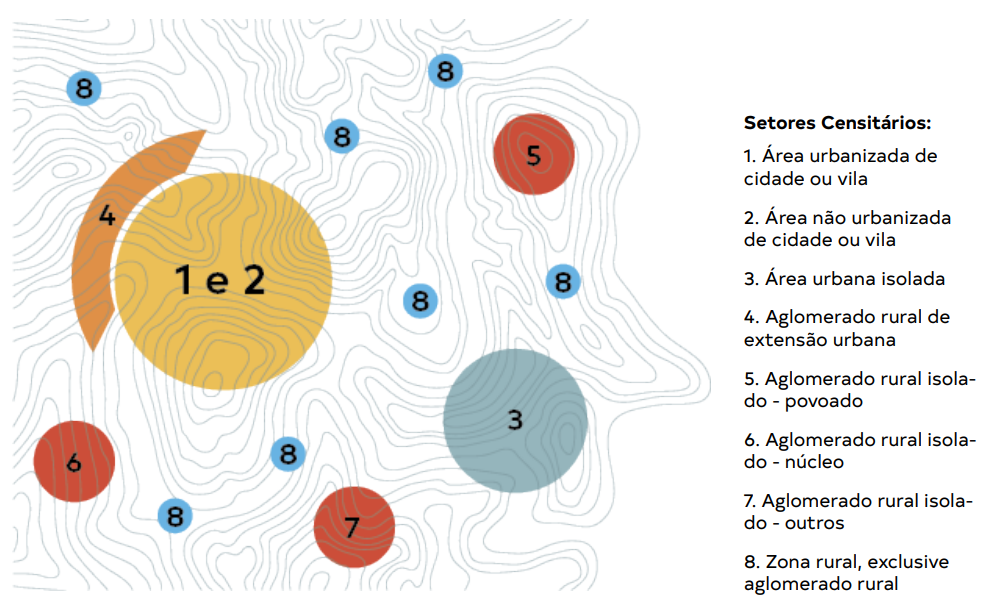 8
8
8
5
4
1 e 2
8
8
3
6
8
8
7
Setores Censitários:
1. Área urbanizada de
cidade ou vila
2. Área não urbanizada
de cidade ou vila
3. Área urbana isolada
4. Aglomerado rural de
extensão urbana
5. Aglomerado rural isola-
do - povoado
6. Aglomerado rural isola-
do - núcleo
7. Aglomerado rural isola-
do - outros
8. Zona rural, exclusive
aglomerado rural